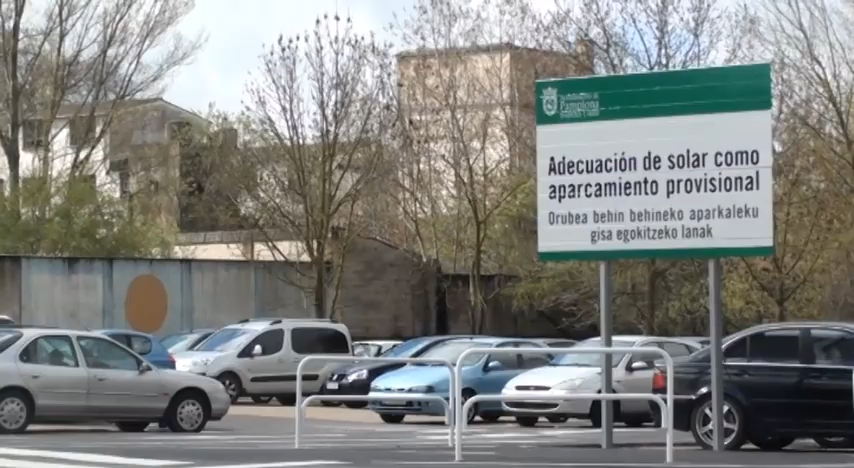 Pamplona
Adecuación de solar como
aparcamiento provisional
Orubea behin behineko aparkaleku
gisa egokitzeko lanak